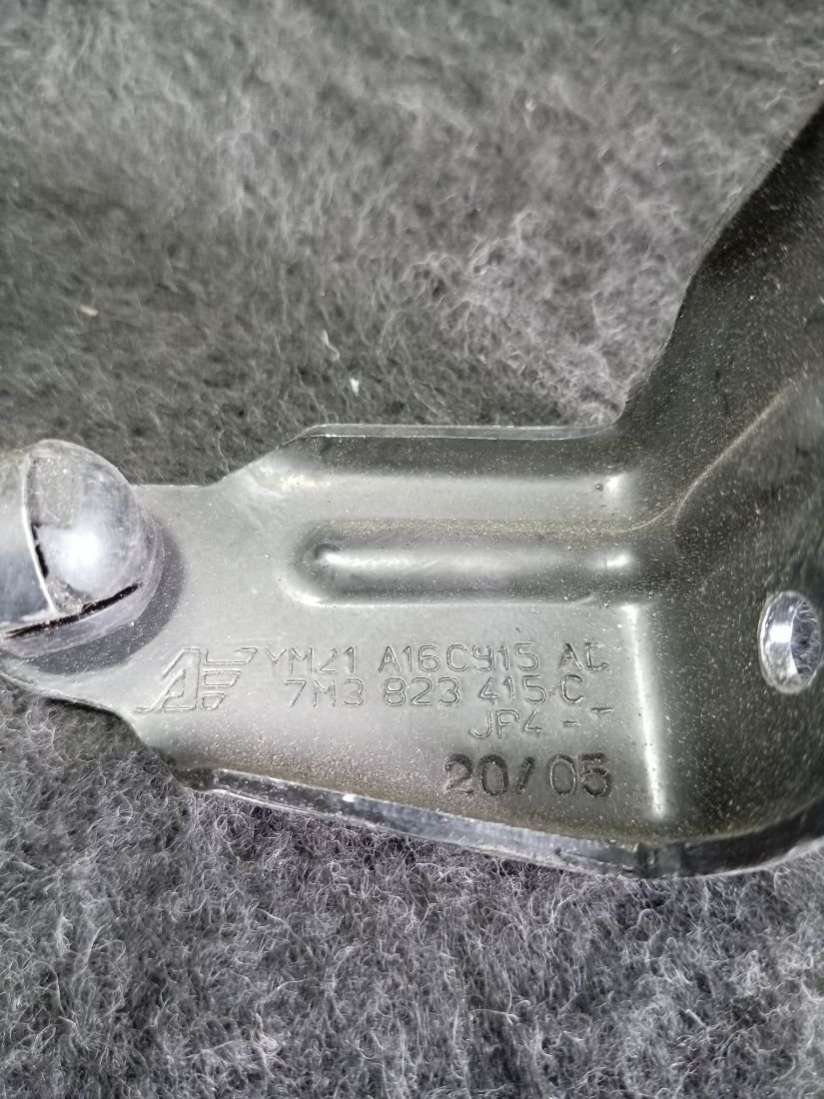 YM21 A16C915 AC
7M3 823 415 C
JP4 -T
20/05